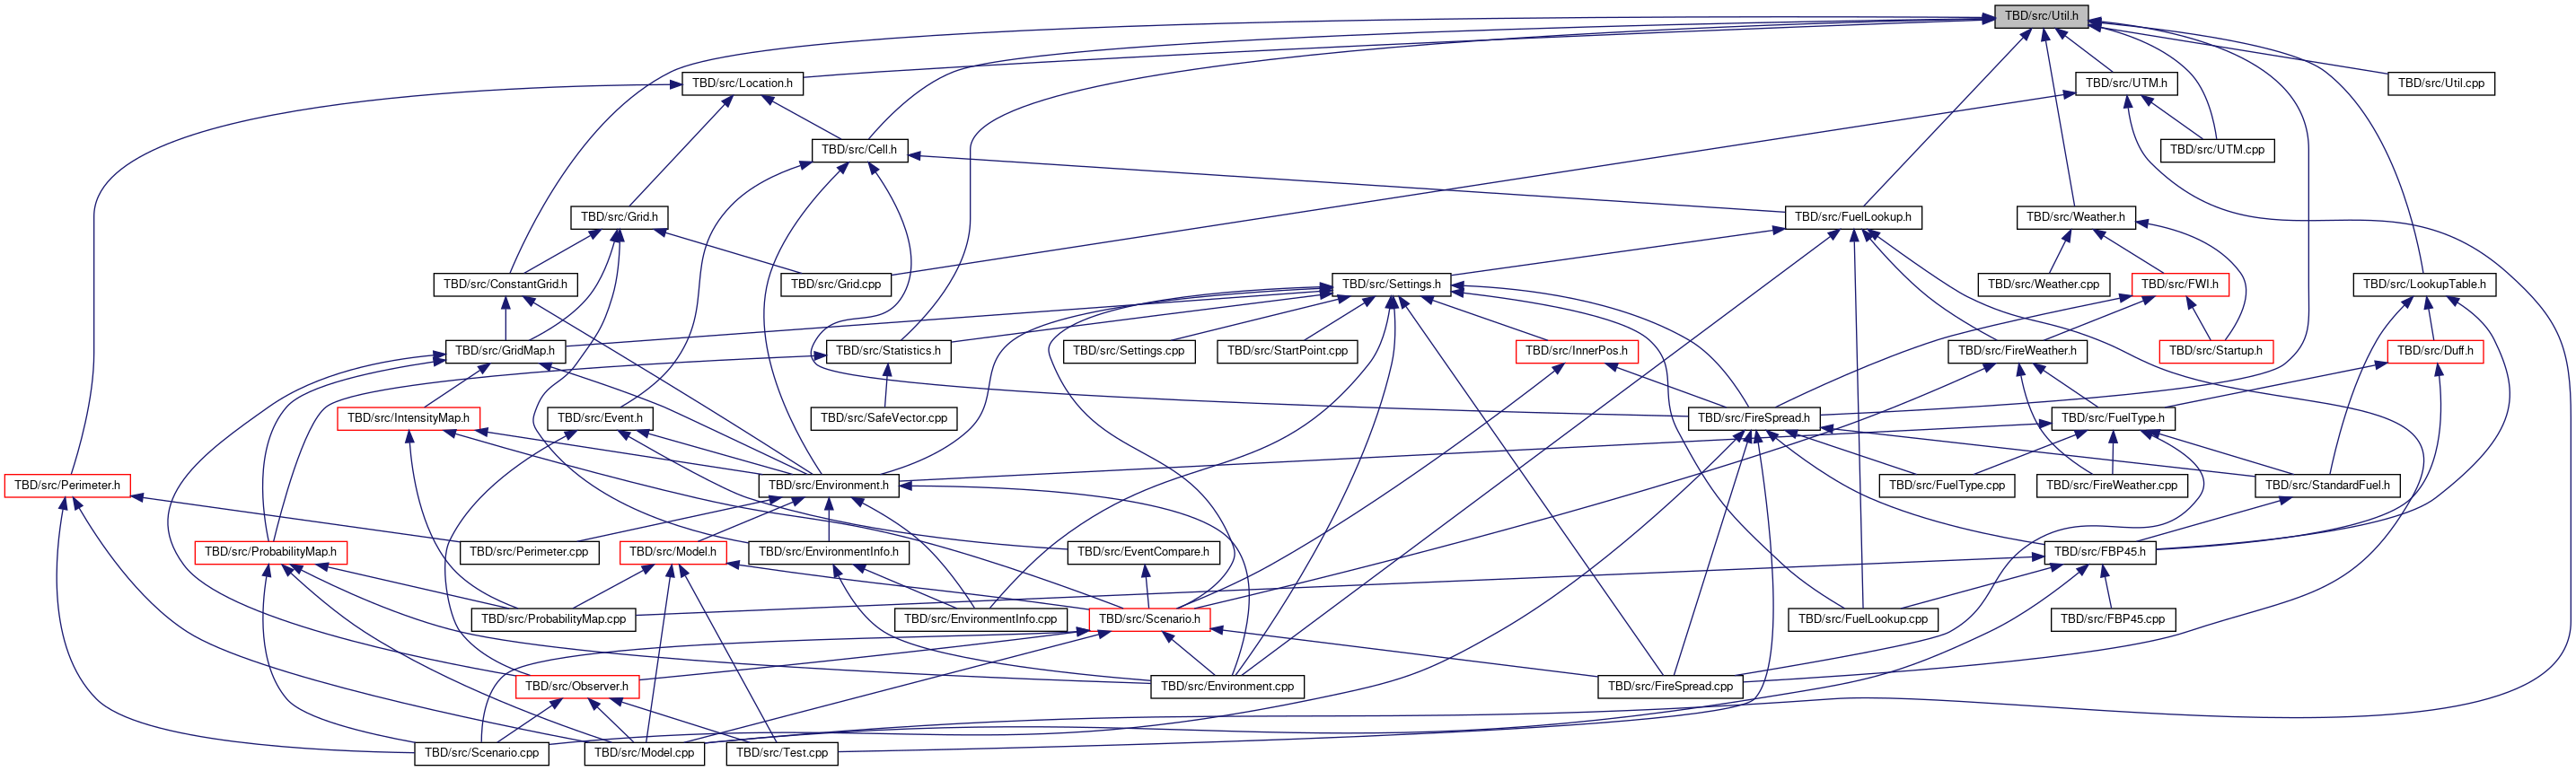 TBD/src/Util.h
TBD/src/Location.h
TBD/src/UTM.h
TBD/src/Util.cpp
TBD/src/Cell.h
TBD/src/UTM.cpp
TBD/src/Grid.h
TBD/src/FuelLookup.h
TBD/src/Weather.h
TBD/src/ConstantGrid.h
TBD/src/Grid.cpp
TBD/src/Settings.h
TBD/src/Weather.cpp
TBD/src/FWI.h
TBD/src/LookupTable.h
TBD/src/GridMap.h
TBD/src/Statistics.h
TBD/src/Settings.cpp
TBD/src/StartPoint.cpp
TBD/src/InnerPos.h
TBD/src/FireWeather.h
TBD/src/Startup.h
TBD/src/Duff.h
TBD/src/IntensityMap.h
TBD/src/Event.h
TBD/src/SafeVector.cpp
TBD/src/FireSpread.h
TBD/src/FuelType.h
TBD/src/Perimeter.h
TBD/src/Environment.h
TBD/src/FuelType.cpp
TBD/src/FireWeather.cpp
TBD/src/StandardFuel.h
TBD/src/ProbabilityMap.h
TBD/src/Perimeter.cpp
TBD/src/Model.h
TBD/src/EnvironmentInfo.h
TBD/src/EventCompare.h
TBD/src/FBP45.h
TBD/src/ProbabilityMap.cpp
TBD/src/EnvironmentInfo.cpp
TBD/src/Scenario.h
TBD/src/FuelLookup.cpp
TBD/src/FBP45.cpp
TBD/src/Observer.h
TBD/src/Environment.cpp
TBD/src/FireSpread.cpp
TBD/src/Scenario.cpp
TBD/src/Model.cpp
TBD/src/Test.cpp